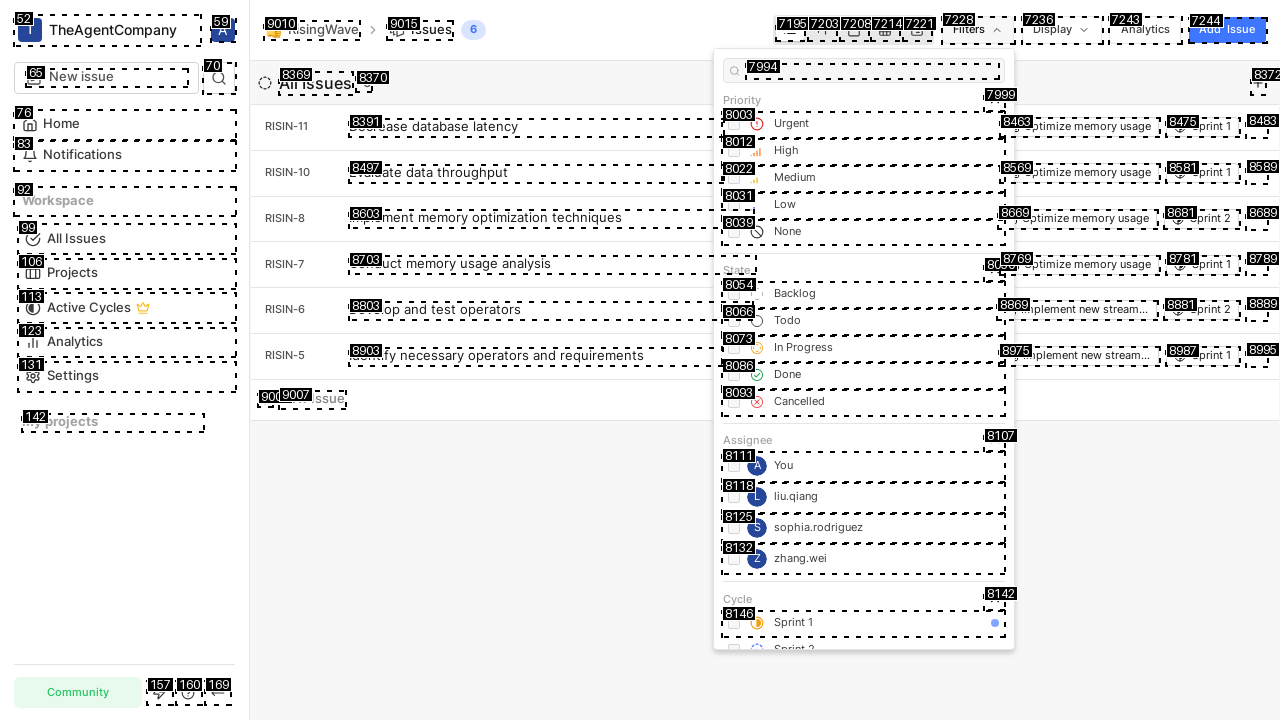 52
T TheAgentCompany
59
A
65
New issue
70
76
Home
83
Notifications
92
Workspace
99
All Issues
106
Projects
113
Active Cycles
123
Analytics
131
Settings
142
My projects
Community
157
160
169
9010
RisingWave
9015
Issues
6
7195
7203
7208
7214
7221
7228
Filters
7236
Display
7243
Analytics
7244
Add Issue
8369
All Issues
8370
8372
RISIN-11
8391
Decrease database latency
8463
Optimize memory usage
8475
Sprint 1
8483
RISIN-10
8497
Evaluate data throughput
8569
Optimize memory usage
8581
Sprint 1
8589
RISIN-8
8603
Implement memory optimization techniques
8669
Optimize memory usage
8681
Sprint 2
8689
RISIN-7
8703
Conduct memory usage analysis
8769
Optimize memory usage
8781
Sprint 1
8789
RISIN-6
8803
Develop and test operators
8869
Implement new stream...
8881
Sprint 2
8889
RISIN-5
8903
Identify necessary operators and requirements
8975
Implement new stream...
8987
Sprint 1
8995
9007
Issue
7994
Priority
7999
8003
Urgent
8012
High
8022
Medium
8031
Low
8039
None
State
8054
Backlog
8066
Todo
8073
In Progress
8086
Done
8093
Cancelled
Assignee
8107
8111
A You
8118
L liu.qiang
8125
S sophia.rodriguez
8132
Z zhang.wei
Cycle
8142
8146
Sprint 1
Sprint 2